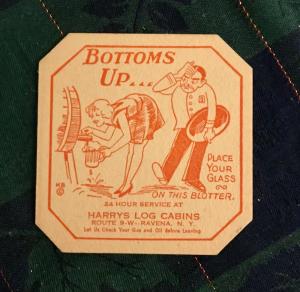 BOTTOMS
UP...
PLACE
YOUR
GLASS
ON THIS BLOTTER.
24 HOUR SERVICE AT
HARRYS LOG CABINS
ROUTE 9-W--RAVENA, N. Y.
Let Us Check Your Gas and Oil Before Leaving